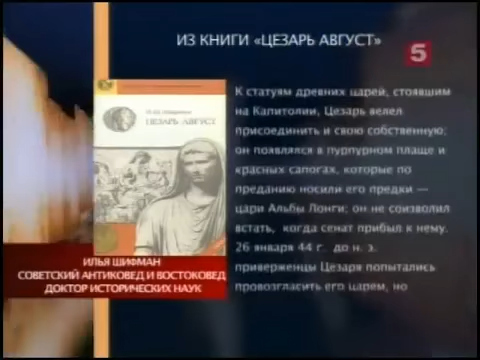 ИЗ КНИГИ «ЦЕЗАРЬ АВГУСТ»
5
ЦЕЗАРЬ АВГУСТ
К статуям древних царей, стоявшим
на Капитолии, Цезарь велел
присоединить и свою собственную;
он появлялся в пурпурном плаще и
красных сапогах, которые по
преданию носили его предки —
цари Альбы Лонги; он не соизволил
встать, когда сенат прибыл к нему.
26 января 44 г. до н. э.
приверженцы Цезаря попытались
провозгласить его царем, но
ИЛЬЯ ШИФМАН
СОВЕТСКИЙ АНТИКОВЕД И ВОСТОКОВЕД
ДОКТОР ИСТОРИЧЕСКИХ НАУК